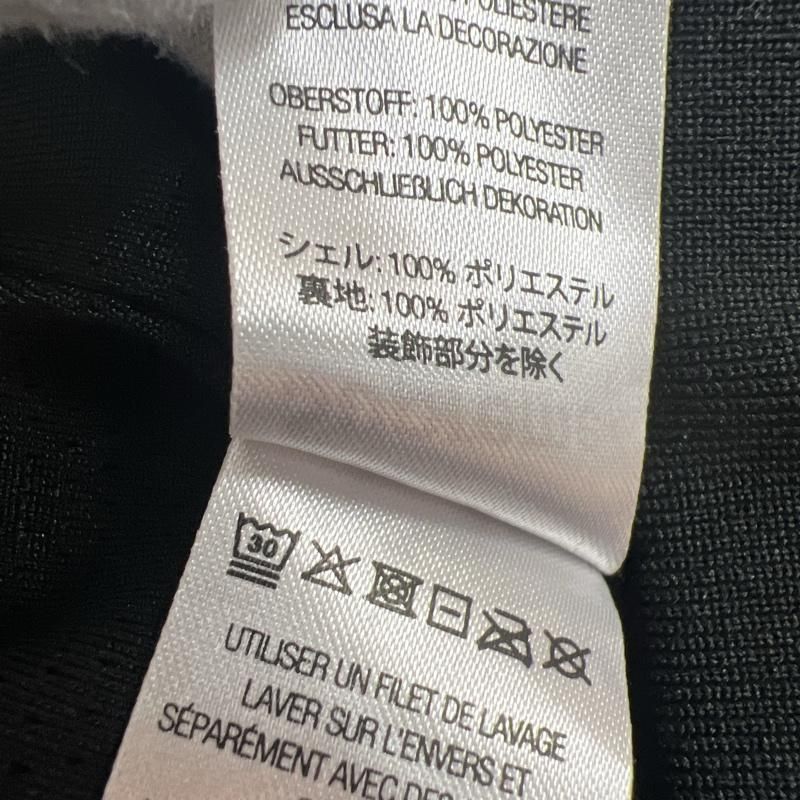 POLIESTERE
ESCLUSA LA DECORAZIONE
OBERSTOFF: 100% POLYESTER
FUTTER: 100% POLYESTER
AUSSCHLIEßLICH DEKORATION
シェル: 100% ポリエステル
裏地: 100% ポリエステル
装飾部分を除く
30
UTILISER UN FILET DE LAVAGE
LAVER SUR L'ENVERS ET
SÉPARÉMENT AVEC DES